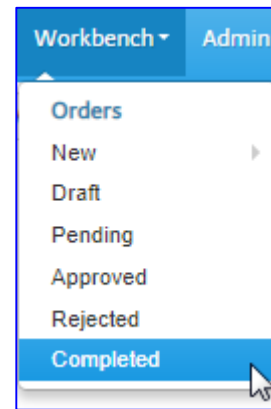 Workbench Admin
Orders
New
Draft
Pending
Approved
Rejected
Completed